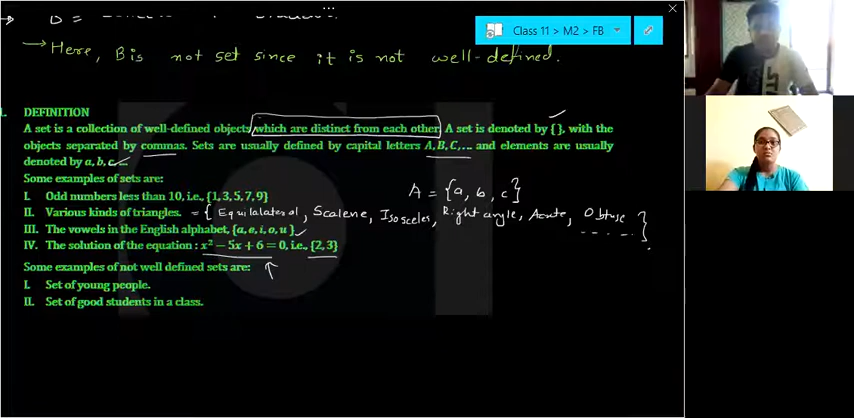 B =
→ Here, B is not set since it is not well-defined.
Class 11 > M2 > FB
I. DEFINITION
A set is a collection of well-defined objects which are distinct from each other. A set is denoted by { }, with the
objects separated by commas. Sets are usually defined by capital letters A, B, C,.... and elements are usually
denoted by a, b, c
Some examples of sets are:
I. Odd numbers less than 10, i.e., {1, 3, 5, 7, 9}
A = {a, b, c}
II. Various kinds of triangles. = { Equilalateral, Scalene, Isosceles, Right angle, Acute, Obtuse ...... }.
III. The vowels in the English alphabet, {a, e, i, o, u}
IV. The solution of the equation : x² − 5x + 6 = 0, i.e., {2, 3}
Some examples of not well defined sets are:
I. Set of young people.
II. Set of good students in a class.